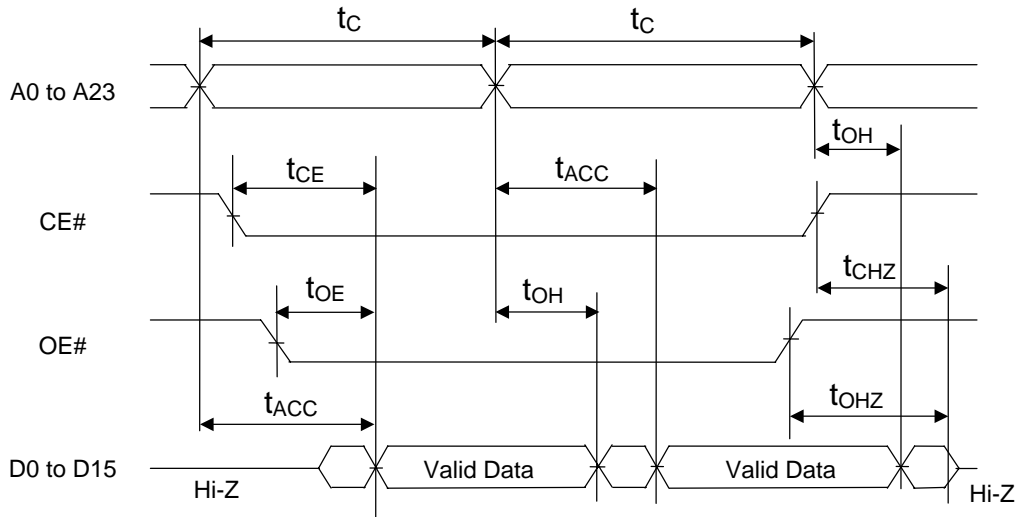 tC tC
A0 to A23
tOH
tCE tACC
CE#
tCHZ
tOE tOH
OE#
tACC tOHZ
D0 to D15 Valid Data Valid Data
Hi-Z Hi-Z